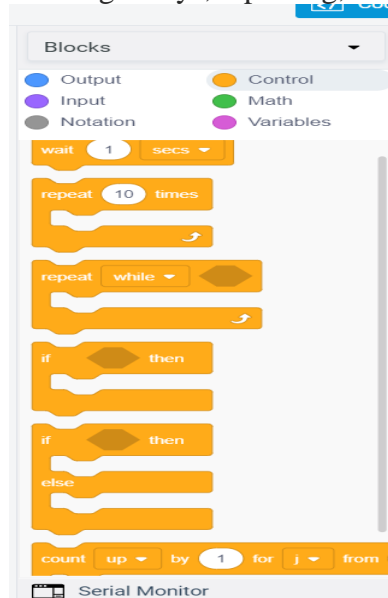 Blocks
Output Control
Input Math
Notation Variables
wait 1 secs
repeat 10 times
repeat while
if then
if then
else
count up by 1 for j from
Serial Monitor